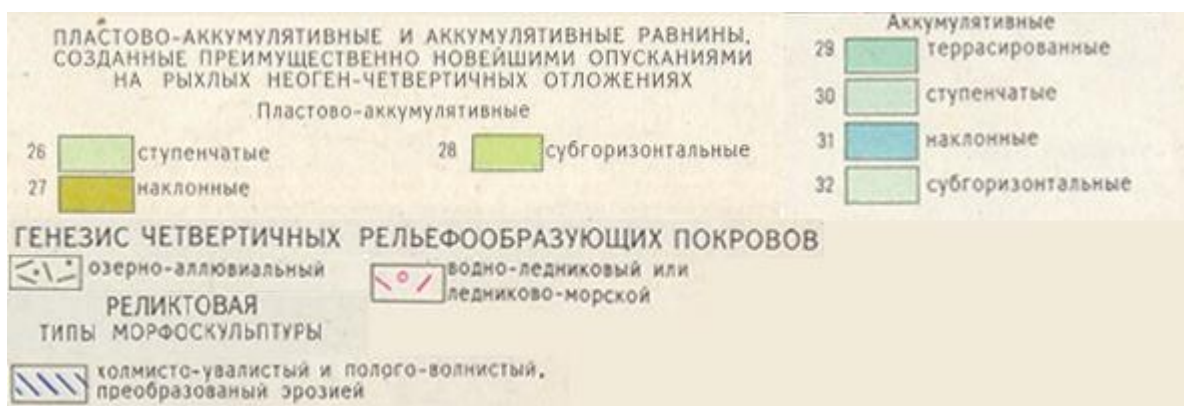 ПЛАСТОВО-АККУМУЛЯТИВНЫЕ И АККУМУЛЯТИВНЫЕ РАВНИНЫ,
СОЗДАННЫЕ ПРЕИМУЩЕСТВЕННО НОВЕЙШИМИ ОПУСКАНИЯМИ
НА РЫХЛЫХ НЕОГЕН-ЧЕТВЕРТИЧНЫХ ОТЛОЖЕНИЯХ
Пластово-аккумулятивные
26 ступенчатые
28 субгоризонтальные
27 наклонные
Аккумулятивные
29 террасированные
30 ступенчатые
31 наклонные
32 субгоризонтальные
ГЕНЕЗИС ЧЕТВЕРТИЧНЫХ РЕЛЬЕФООБРАЗУЮЩИХ ПОКРОВОВ
озерно-аллювиальный
водно-ледниковый или
ледниково-морской
РЕЛИКТОВАЯ
ТИПЫ МОРФОСКУЛЬПТУРЫ
холмисто-увалистый и полого-волнистый,
преобразованый эрозией